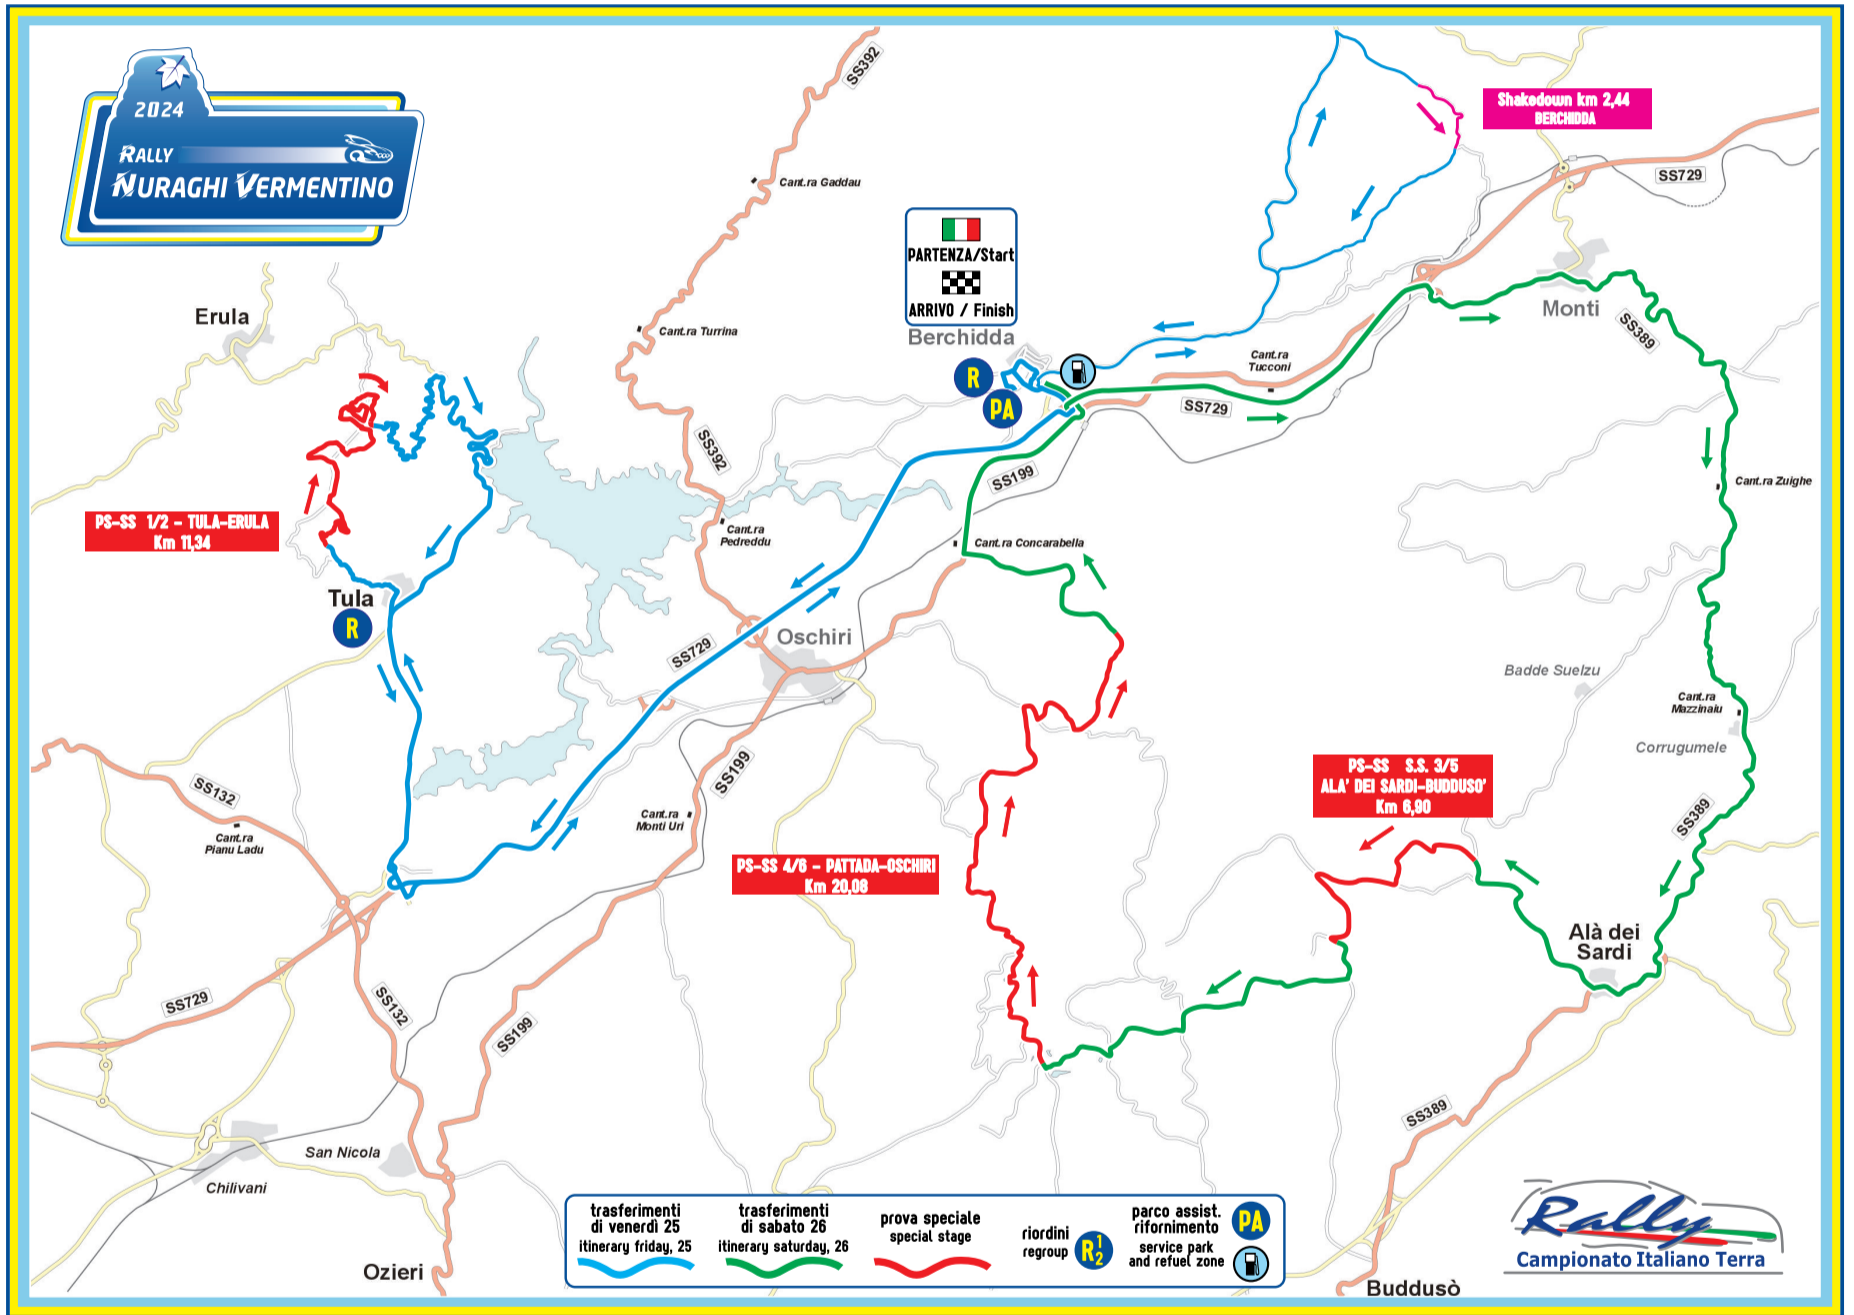 2024
RALLY
NURAGHI VERMENTINO
SS392
Shakedown km 2,44
BERCHIDDA
SS729
Cant.ra Gaddau
PARTENZA/Start
ARRIVO / Finish
Berchidda
Erula
Cant.ra Turrina
Monti
SS389
Cant.ra
Tucconi
R
PA
SS729
SS392
SS199
Cant.ra Zuighe
PS-SS 1/2 - TULA-ERULA
Km 11,34
Cant.ra
Pedreddu
Cant.ra Concarabella
Tula
R
Oschiri
SS729
Badde Suelzu
Cant.ra
Mazzinaiu
Corrugumele
SS132
SS199
PS-SS S.S. 3/5
ALA' DEI SARDI-BUDDUSO'
Km 6,90
Cant.ra
Monti Uri
SS389
Cant.ra
Pianu Ladu
PS-SS 4/6 - PATTADA-OSCHIRI
Km 20,08
Alà dei
Sardi
SS729
SS132
SS199
SS389
San Nicola
Chilivani
Ozieri
trasferimenti
di venerdì 25
itinerary friday, 25
trasferimenti
di sabato 26
itinerary saturday, 26
prova speciale
special stage
riordini
regroup
R 1 2
parco assist.
rifornimento
PA
service park
and refuel zone
Rally
Campionato Italiano Terra
Buddusò